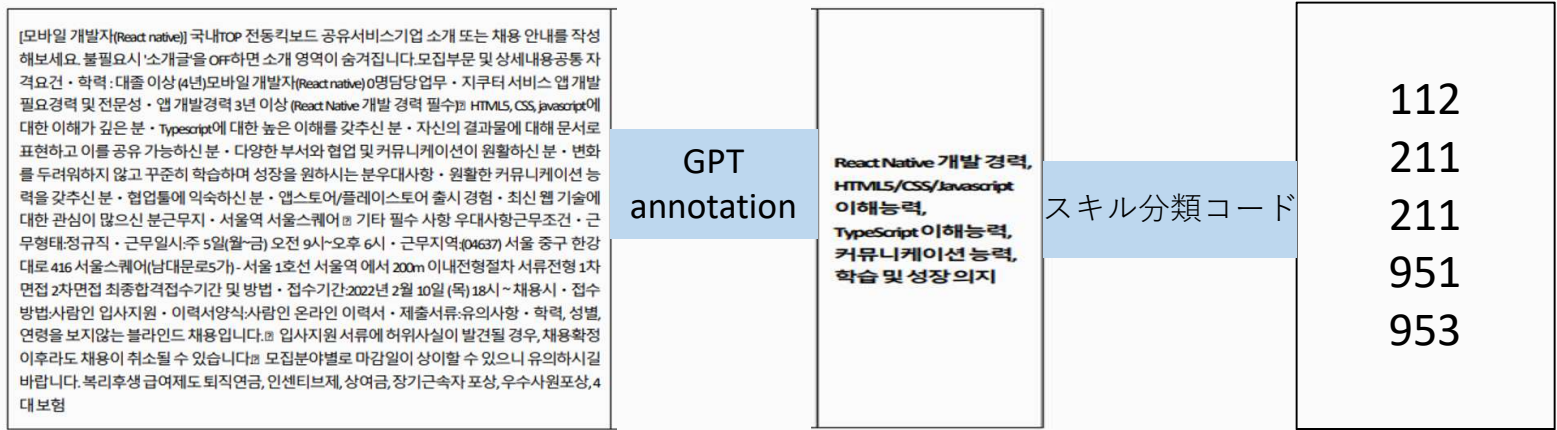 [모바일 개발자(React native)] 국내TOP 전동킥보드 공유서비스기업 소개 또는 채용 안내를 작성
해보세요. 불필요시 '소개글'을 OFF하면 소개 영역이 숨겨집니다.모집부문 및 상세내용공통 자
격요건・학력 : 대졸 이상 (4년)모바일 개발자(React native) 0명담당업무・지쿠터 서비스 앱 개발
필요경력 및 전문성・앱 개발경력 3년 이상 (React Native 개발 경력 필수) HTML5, CSS, javascript에
대한 이해가 깊은 분・Typescript에 대한 높은 이해를 갖추신 분・자신의 결과물에 대해 문서로
표현하고 이를 공유 가능하신 분・다양한 부서와 협업 및 커뮤니케이션이 원활하신 분・변화
를 두려워하지 않고 꾸준히 학습하며 성장을 원하시는 분우대사항・원활한 커뮤니케이션 능
력을 갖추신 분・협업툴에 익숙하신 분・앱스토어/플레이스토어 출시 경험・최신 웹 기술에
대한 관심이 많으신 분근무지・서울역 서울스퀘어 기타 필수 사항 우대사항근무조건・근
무형태:정규직・근무일시:주 5일(월~금) 오전 9시~오후 6시・근무지역:(04637) 서울 중구 한강
대로 416 서울스퀘어(남대문로5가) - 서울 1호선 서울역 에서 200m 이내전형절차 서류전형 1차
면접 2차면접 최종합격접수기간 및 방법・접수기간:2022년 2월 10일 (목) 18시 ~ 채용시・접수
방법:사람인 입사지원・이력서양식:사람인 온라인 이력서・제출서류:유의사항・학력, 성별,
연령을 보지않는 블라인드 채용입니다. 입사지원 서류에 허위사실이 발견될 경우, 채용확정
이후라도 채용이 취소될 수 있습니다 모집분야별로 마감일이 상이할 수 있으니 유의하시길
바랍니다. 복리후생 급여제도 퇴직연금, 인센티브제, 상여금, 장기근속자 포상, 우수사원포상, 4
대 보험
GPT
annotation
React Native 개발 경력,
HTML5/CSS/Javascript
이해능력,
TypeScript 이해능력,
커뮤니케이션 능력,
학습 및 성장 의지
スキル分類コード
112
211
211
951
953